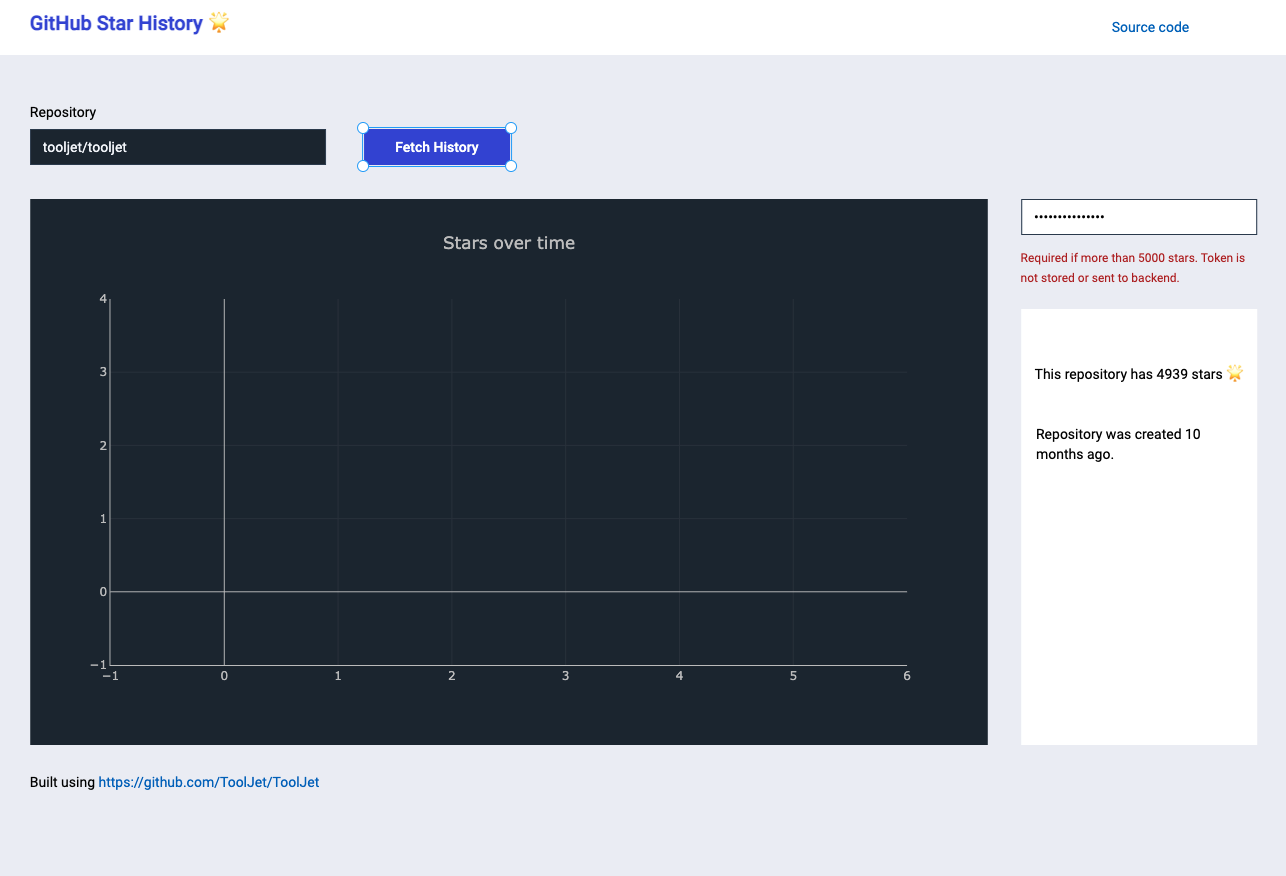 GitHub Star History 🌟
Source code
Repository
tooljet/tooljet
Fetch History
Stars over time
4
3
2
1
0
−1
−1 0 1 2 3 4 5 6
•••••••••••••••
Required if more than 5000 stars. Token is
not stored or sent to backend.
This repository has 4939 stars 🌟
Repository was created 10
months ago.
Built using https://github.com/ToolJet/ToolJet